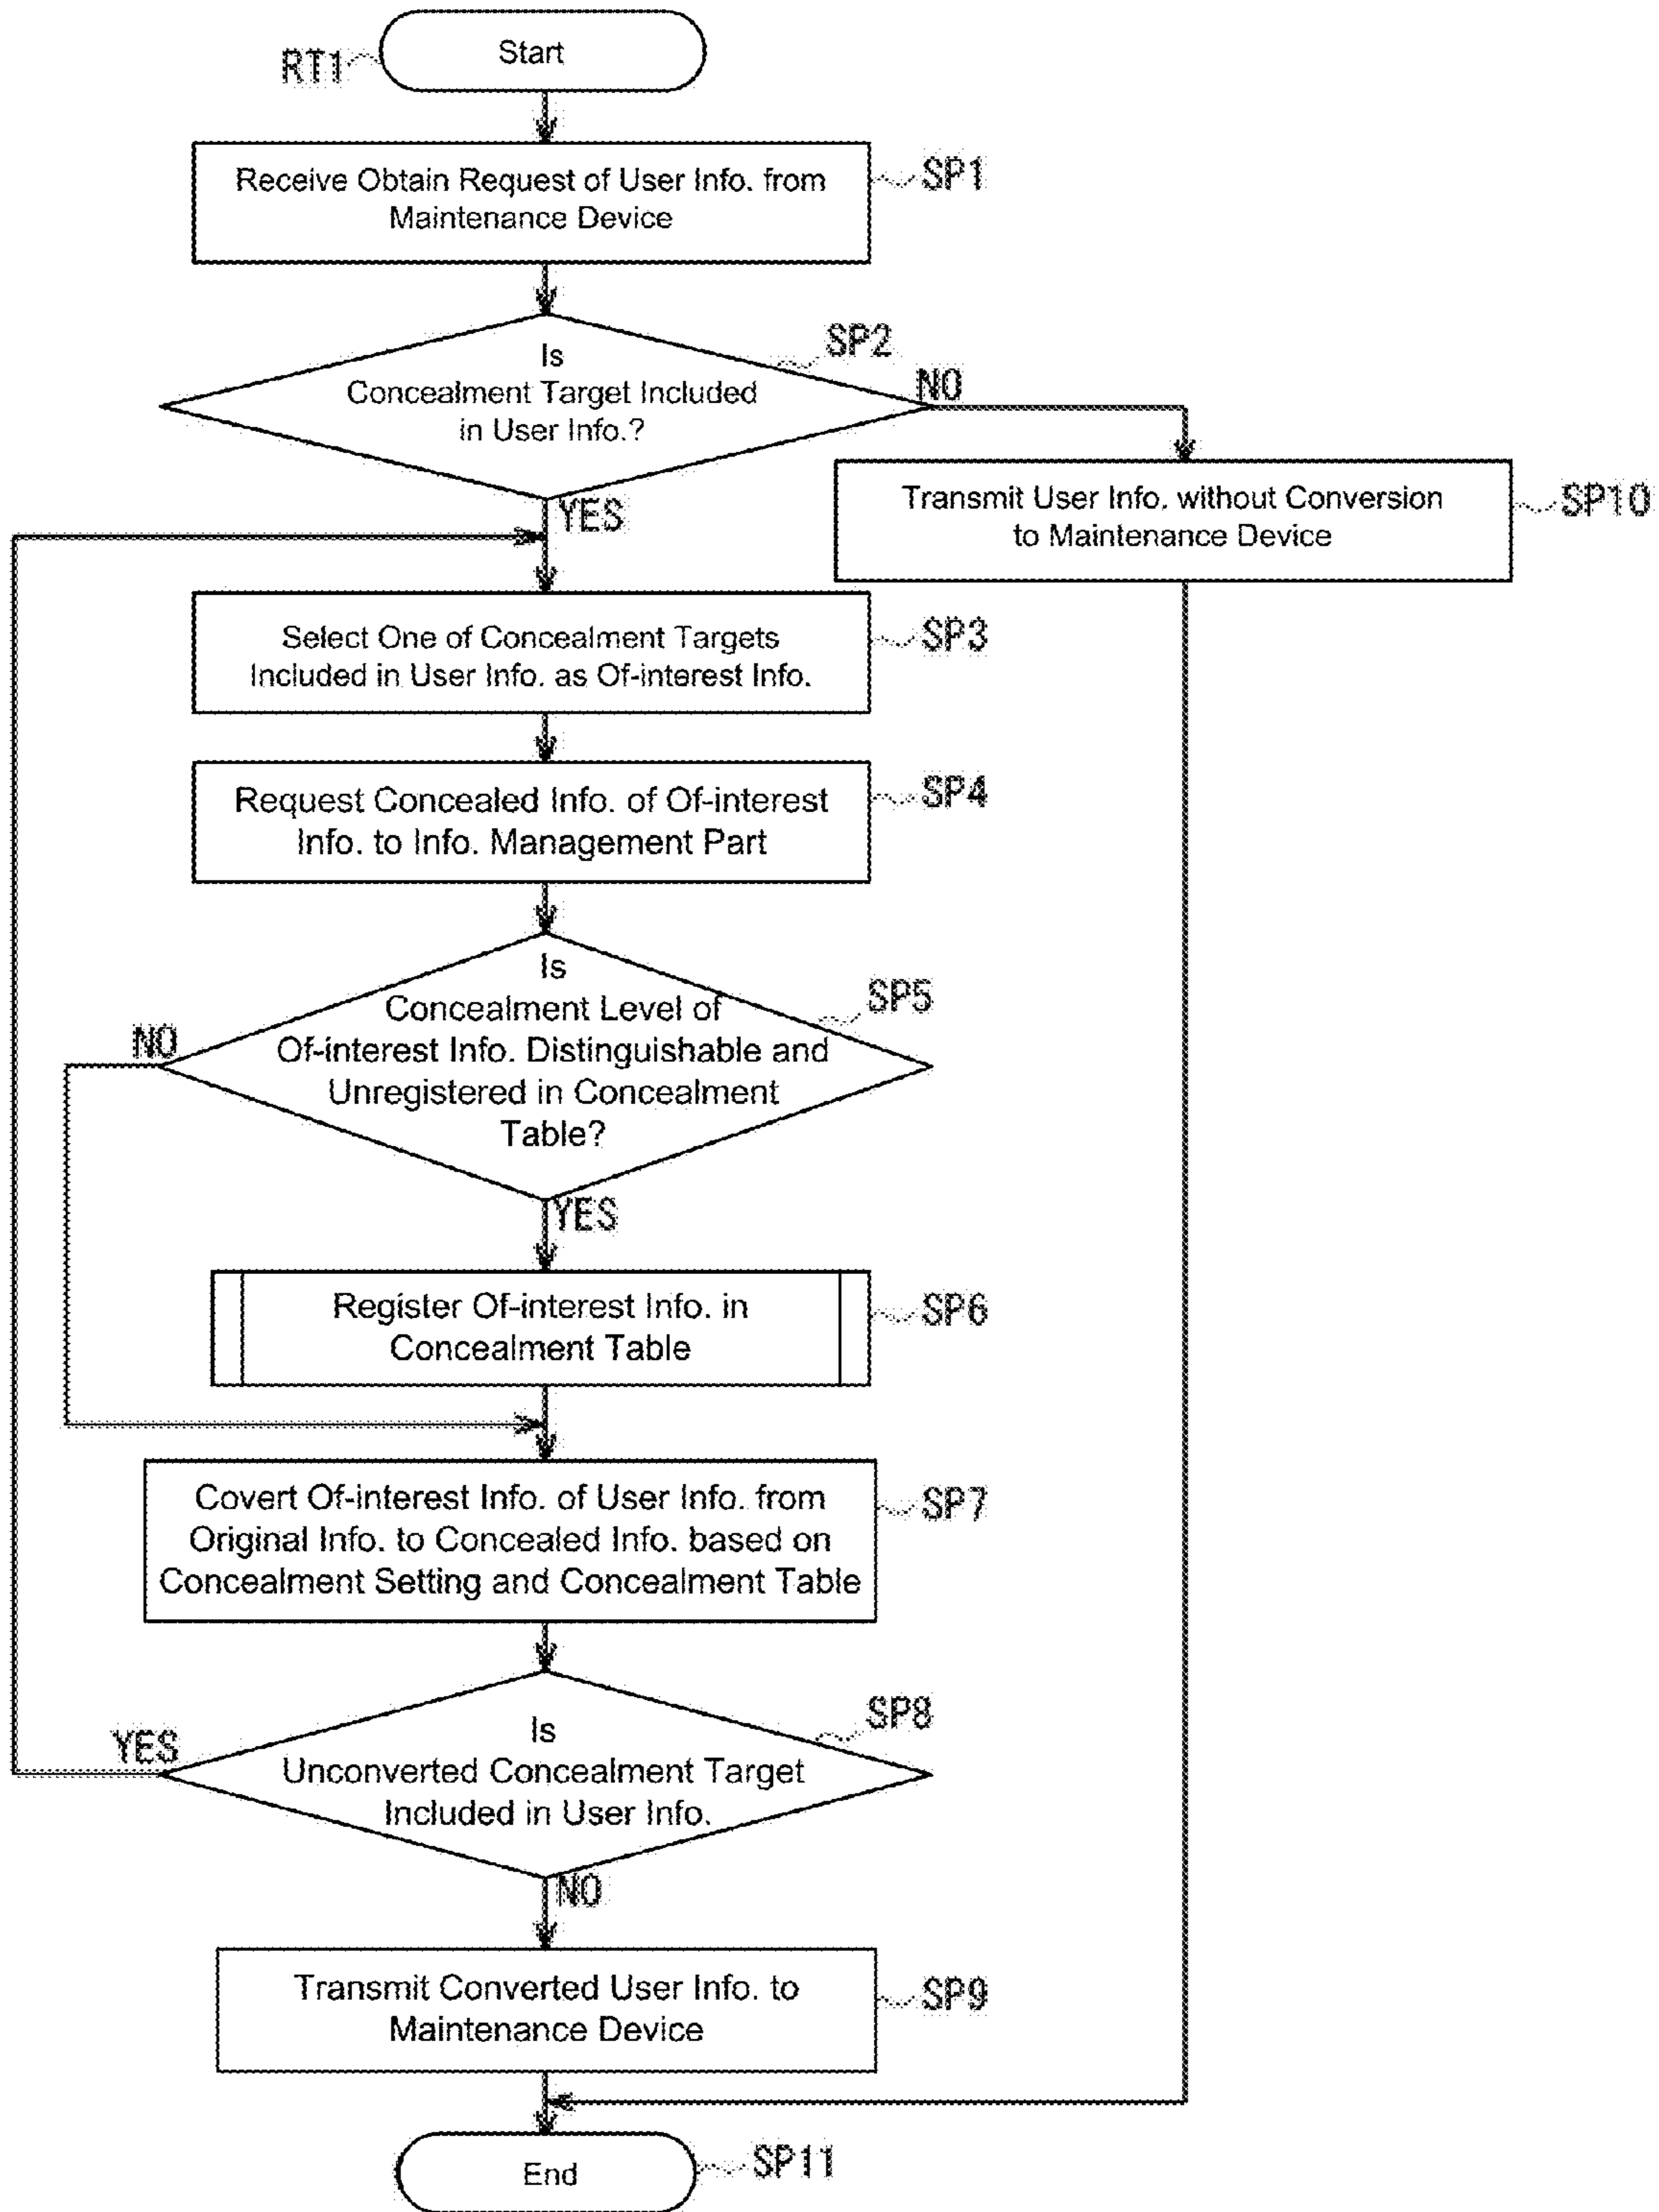 RT1
Start
Receive Obtain Request of User Info. from
Maintenance Device
SP1
Is
Concealment Target Included
in User Info.?
SP2
NO
YES
Transmit User Info. without Conversion
to Maintenance Device
SP10
Select One of Concealment Targets
Included in User Info. as Of-interest Info.
SP3
Request Concealed Info. of Of-interest
Info. to Info. Management Part
SP4
Is
Concealment Level of
Of-interest Info. Distinguishable and
Unregistered in Concealment
Table?
SP5
NO
YES
Register Of-interest Info. in
Concealment Table
SP6
Covert Of-interest Info. of User Info. from
Original Info. to Concealed Info. based on
Concealment Setting and Concealment Table
SP7
Is
Unconverted Concealment Target
Included in User Info.
SP8
YES
NO
Transmit Converted User Info. to
Maintenance Device
SP9
End
SP11